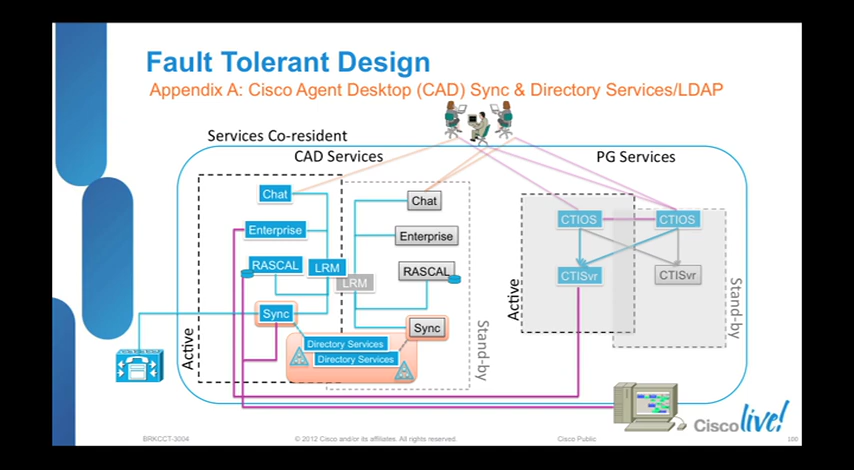 Fault Tolerant Design
Appendix A: Cisco Agent Desktop (CAD) Sync & Directory Services/LDAP
Services Co-resident
CAD Services
PG Services
Chat
Enterprise
RASCAL
LRM
Sync
Active
Chat
Enterprise
RASCAL
LRM
Sync
Stand-by
Directory Services
Directory Services
CTIOS
CTISvr
Active
CTIOS
CTISvr
Stand-by
BRKCCT-3004
© 2012 Cisco and/or its affiliates. All rights reserved.
Cisco Public
Cisco live!
100